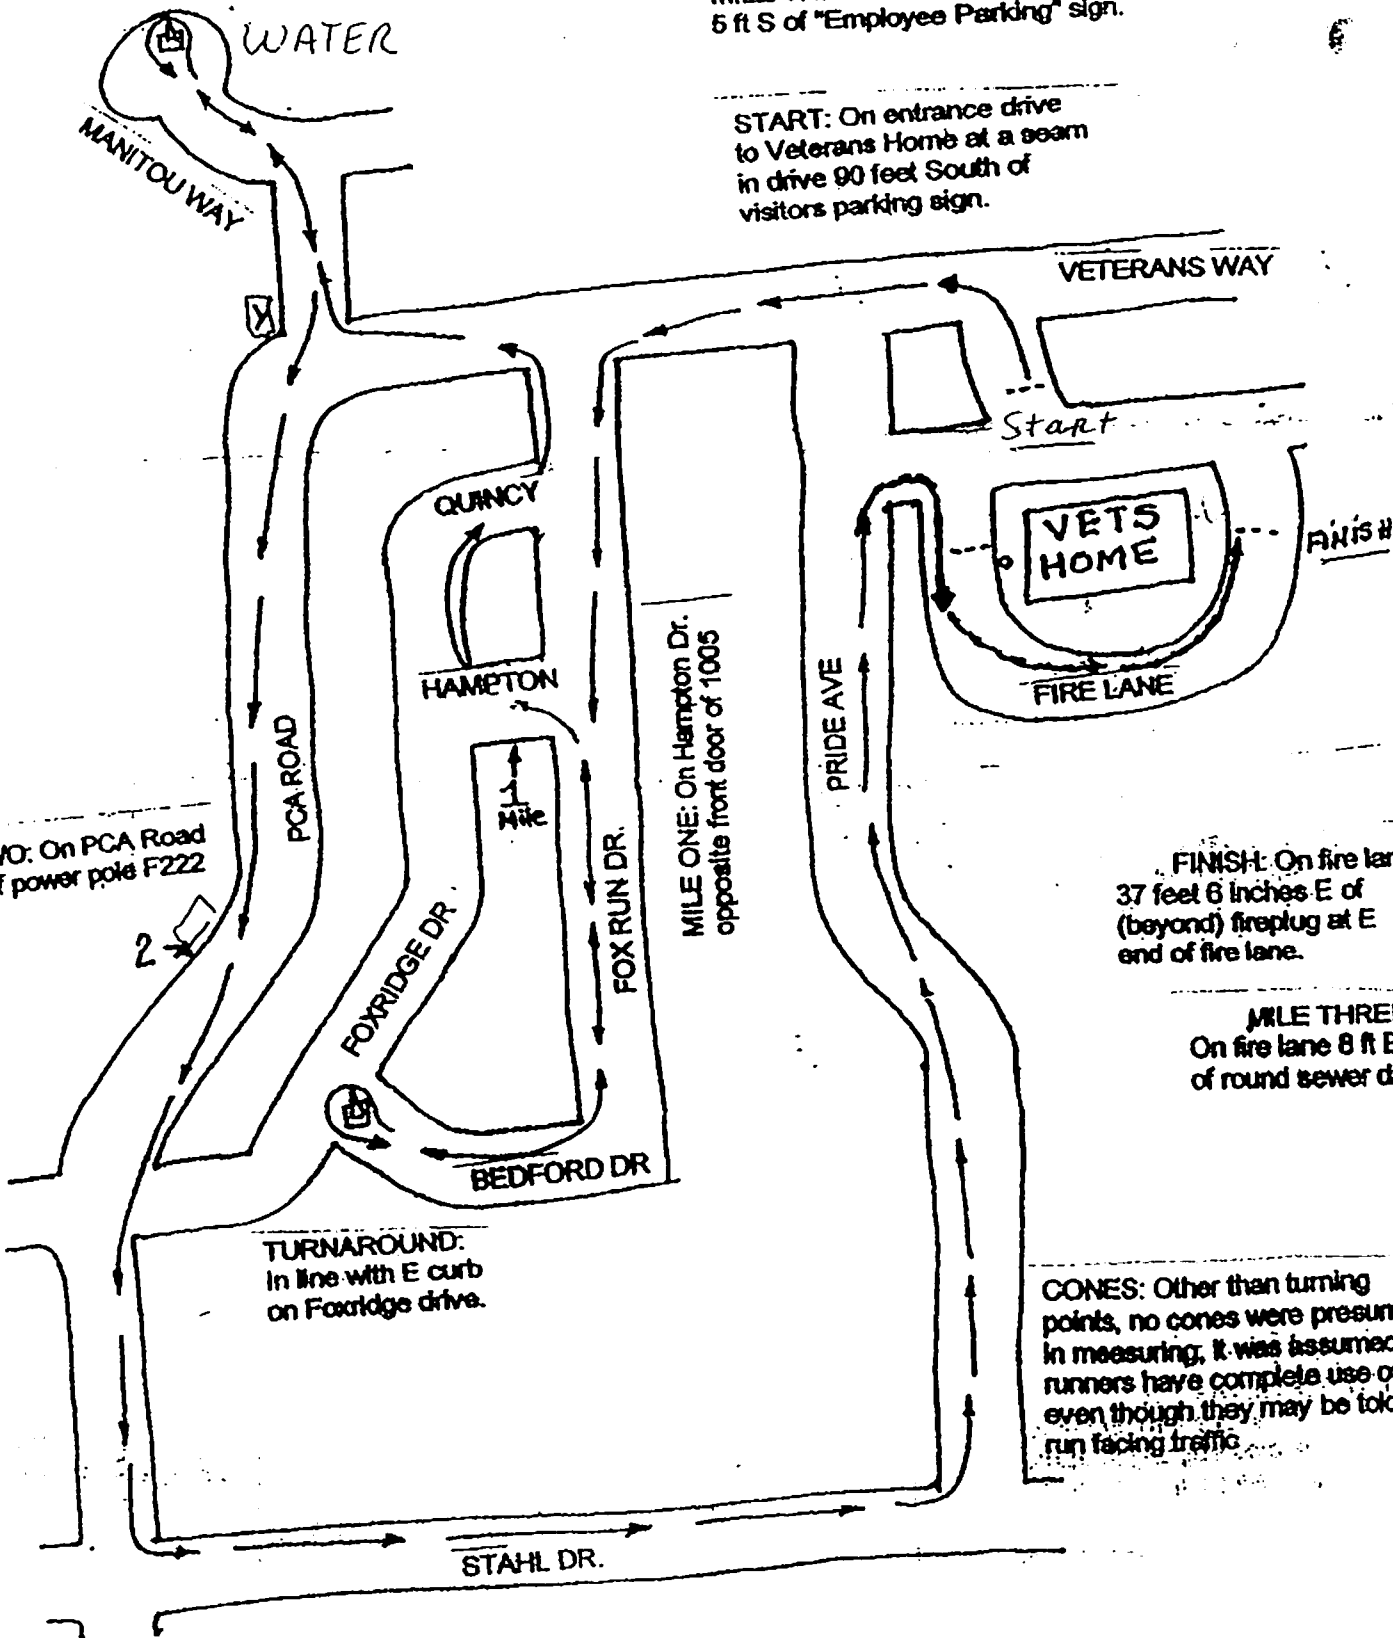 5 ft S of "Employee Parking" sign.
WATER
START: On entrance drive
to Veterans Home at a seam
in drive 90 feet South of
visitors parking sign.
MANITOU WAY
VETERANS WAY
Start
QUINCY
VETS
HOME
FINISH
HAMPTON
FIRE LANE
MILE ONE: On Hampton Dr.
opposite front door of 1005
PRIDE AVE
PCA ROAD
1
Mile
FOX RUN DR.
WO: On PCA Road
f power pole F222
2
FOXRIDGE DR
FINISH: On fire lan
37 feet 6 inches E of
(beyond) fireplug at E
end of fire lane.
MILE THREE
On fire lane 8 ft E
of round sewer d
BEDFORD DR
TURNAROUND:
In line with E curb
on Foxridge drive.
CONES: Other than turning
points, no cones were presum
in measuring; it was assumed
runners have complete use o
even though they may be told
run facing traffic
STAHL DR.